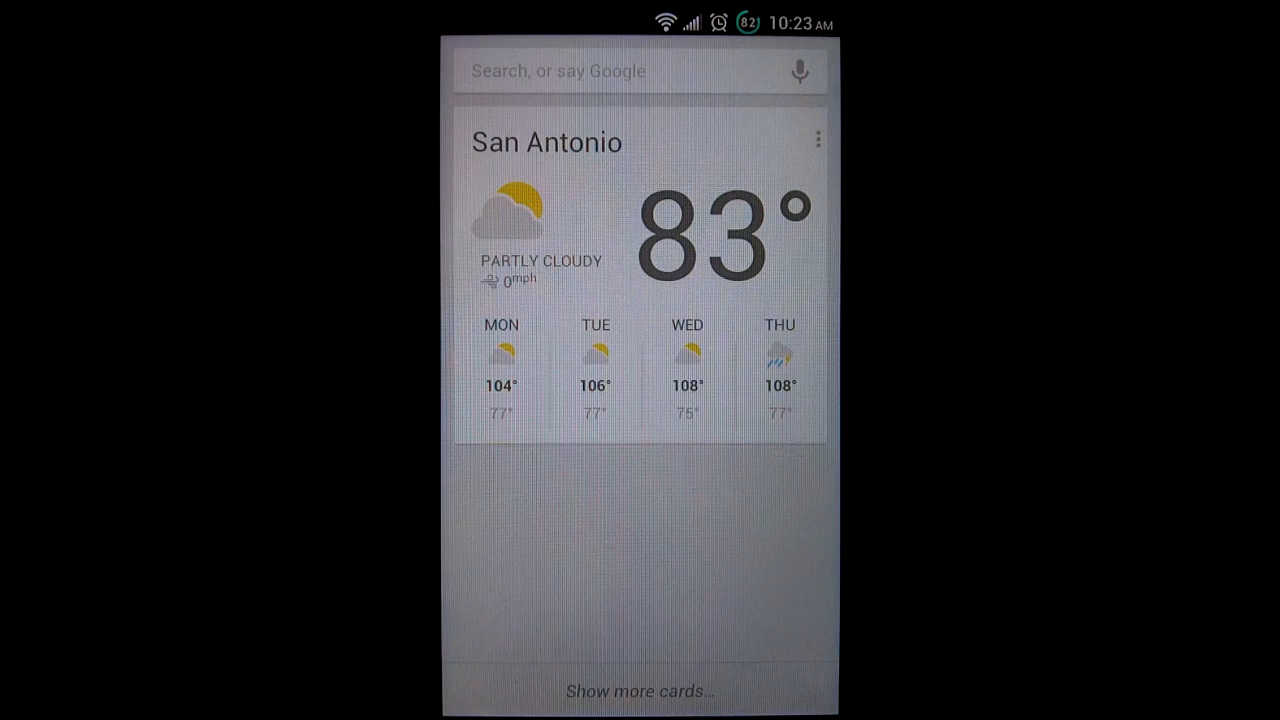 82 10:23 AM
Search, or say Google
San Antonio
83°
PARTLY CLOUDY
0mph
MON TUE WED THU
104° 106° 108° 108°
77° 77° 75° 77°
Show more cards...